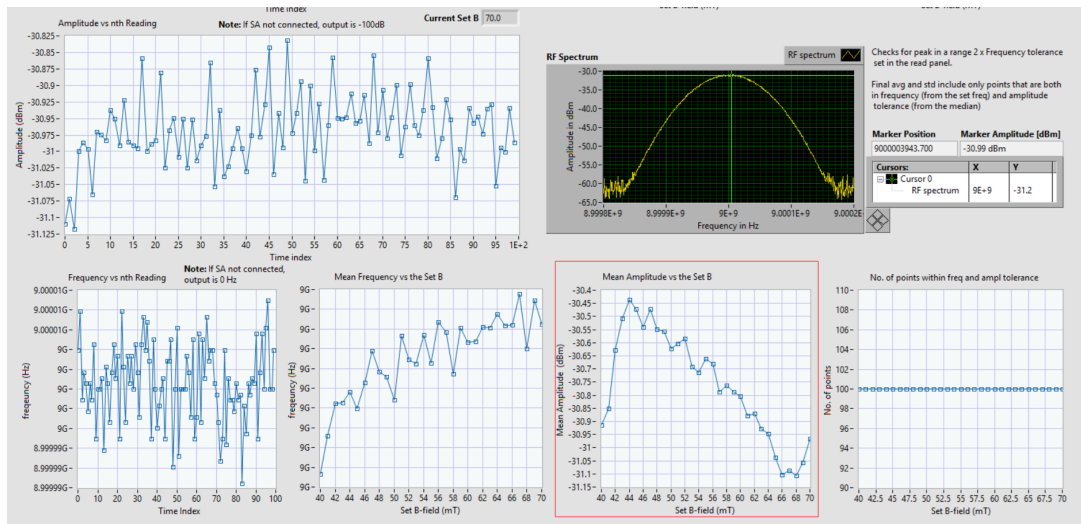 Time index
Set B-field (mT)
Set B-field (mT)
Amplitude vs nth Reading
Note: If SA not connected, output is -100dB
Current Set B
70.0
-30.825
-30.85
-30.875
-30.9
-30.925
-30.95
-30.975
-31
-31.025
-31.05
-31.075
-31.1
-31.125
Amplitude (dBm)
0 5 10 15 20 25 30 35 40 45 50 55 60 65 70 75 80 85 90 95 1E+2
Time index
RF Spectrum
RF spectrum
-30.0
-35.0
-40.0
-45.0
-50.0
-55.0
-60.0
-65.0
Amplitude in dBm
8.9998E+9 8.9999E+9 9E+9 9.0001E+9 9.0002E+9
Frequency in Hz
Checks for peak in a range 2 x Frequency tolerance
set in the read panel.
Final avg and std include only points that are both
in frequency (from the set freq) and amplitude
tolerance (from the median)
Marker Position
Marker Amplitude [dBm]
9000003943.700
-30.99 dBm
Cursors: X Y
Cursor 0
RF spectrum 9E+9 -31.2
Frequency vs nth Reading
Note: If SA not connected,
output is 0 Hz
9.00001G
9.00001G
9G
9G
9G
9G
9G
8.99999G
8.99999G
8.99999G
freqeuncy (Hz)
0 10 20 30 40 50 60 70 80 90 100
Time Index
Mean Frequency vs the Set B
9G
9G
9G
9G
9G
9G
9G
9G
9G
9G
9G
freqeuncy (Hz)
40 42 44 46 48 50 52 54 56 58 60 62 64 66 68 70
Set B-field (mT)
Mean Amplitude vs the Set B
-30.4
-30.45
-30.5
-30.55
-30.6
-30.65
-30.7
-30.75
-30.8
-30.85
-30.9
-30.95
-31
-31.05
-31.1
-31.15
Mean Amplitude (dBm)
40 42 44 46 48 50 52 54 56 58 60 62 64 66 68 70
Set B-field (mT)
No. of points within freq and ampl tolerance
110
108
106
104
102
100
98
96
94
92
90
No. of points
40 42.5 45 47.5 50 52.5 55 57.5 60 62.5 65 67.5 70
Set B-field (mT)